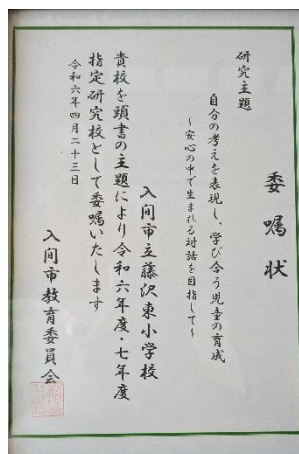 委嘱状
研究主題
自分の考えを表現し、学び合う児童の育成
～安心の中で生まれる対話を目指して～
入間市立藤沢東小学校
貴校を頭書の主題により令和六年度・七年度
指定研究校として委嘱いたします
令和六年四月二十三日
入間市教育委員会